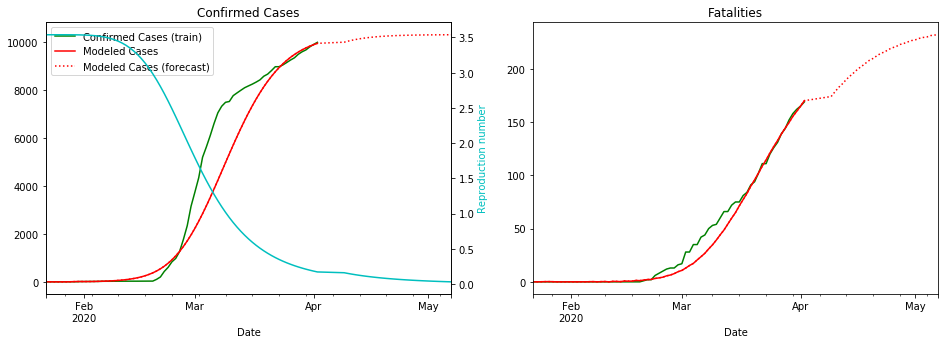 Confirmed Cases
Confirmed Cases (train)
Modeled Cases
Modeled Cases (forecast)
10000
8000
6000
4000
2000
0
3.5
3.0
2.5
2.0
1.5
1.0
0.5
0.0
Reproduction number
Feb
2020
Mar
Apr
May
Date
Fatalities
200
150
100
50
0
Feb
2020
Mar
Apr
May
Date